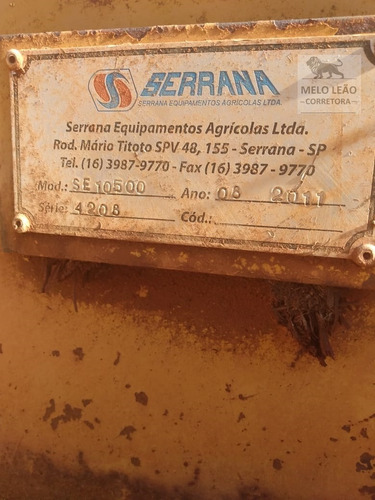 SERRANA
SERRANA EQUIPAMENTOS AGRÍCOLAS LTDA.
MELO LEÃO
CORRETORA
Serrana Equipamentos Agrícolas Ltda.
Rod. Mário Titoto SPV 48, 155 - Serrana - SP
Tel. (16) 3987-9770 - Fax (16) 3987 - 9770
Mod.: SE 10500 Ano: 08 2011
Série: 4208 Cód.: